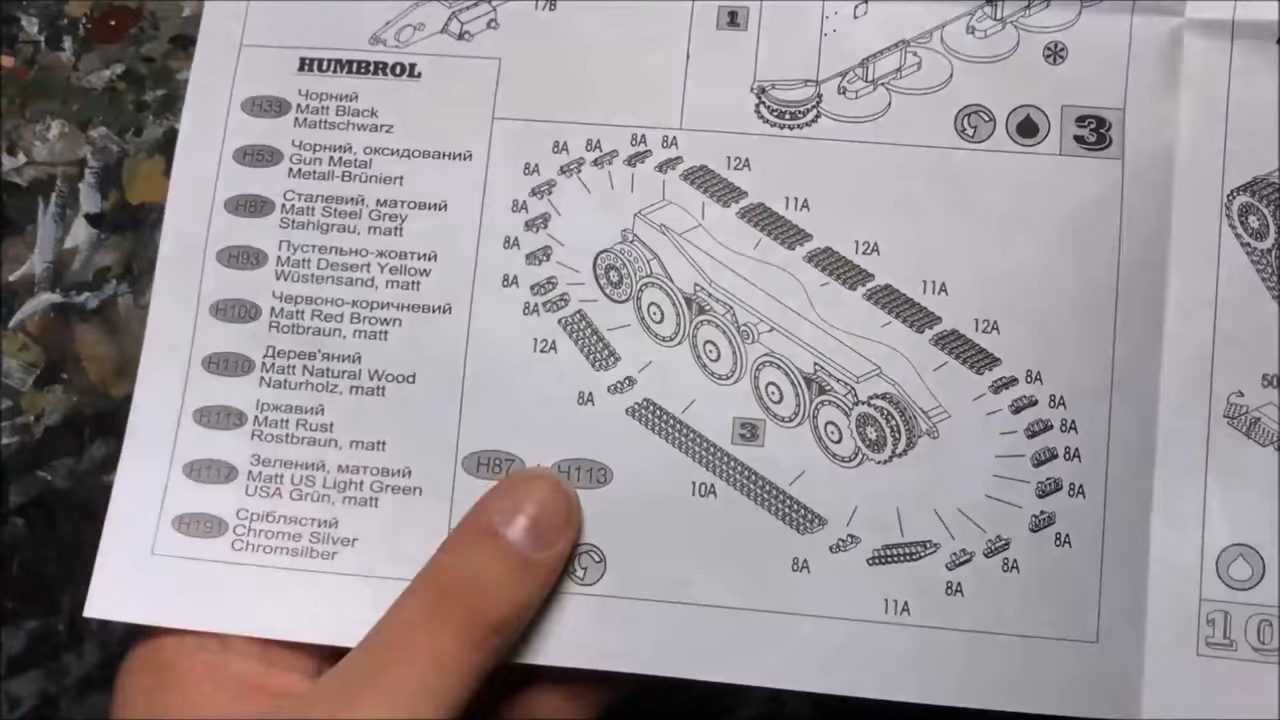 17B
1
3
HUMBROL
H33
Чорний
Matt Black
Mattschwarz
H53
Чорний, оксидований
Gun Metal
Metall-Brüniert
H87
Сталевий, матовий
Matt Steel Grey
Stahlgrau, matt
H93
Пустельно-жовтий
Matt Desert Yellow
Wüstensand, matt
H100
Червоно-коричневий
Matt Red Brown
Rotbraun, matt
H110
Дерев'яний
Matt Natural Wood
Naturholz, matt
H113
Іржавий
Matt Rust
Rostbraun, matt
H117
Зелений, матовий
Matt US Light Green
USA Grün, matt
H191
Сріблястий
Chrome Silver
Chromsilber
8A 8A 8A 8A
12A
8A
11A
8A
12A
8A
11A
8A
12A
8A
12A
8A
8A
8A
8A
8A
8A
8A
3
10A
H87
H113
8A
8A
8A
11A
50
10